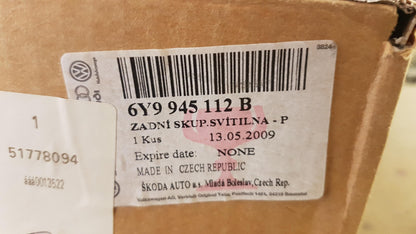 6Y9 945 112 B
ZADNÍ SKUP.SVÍTILNA - P
1 Kus 13.05.2009
Expire date: NONE
MADE IN CZECH REPUBLIC
ŠKODA AUTO a.s. Mladá Boleslav, Czech Rep.
1
51778094